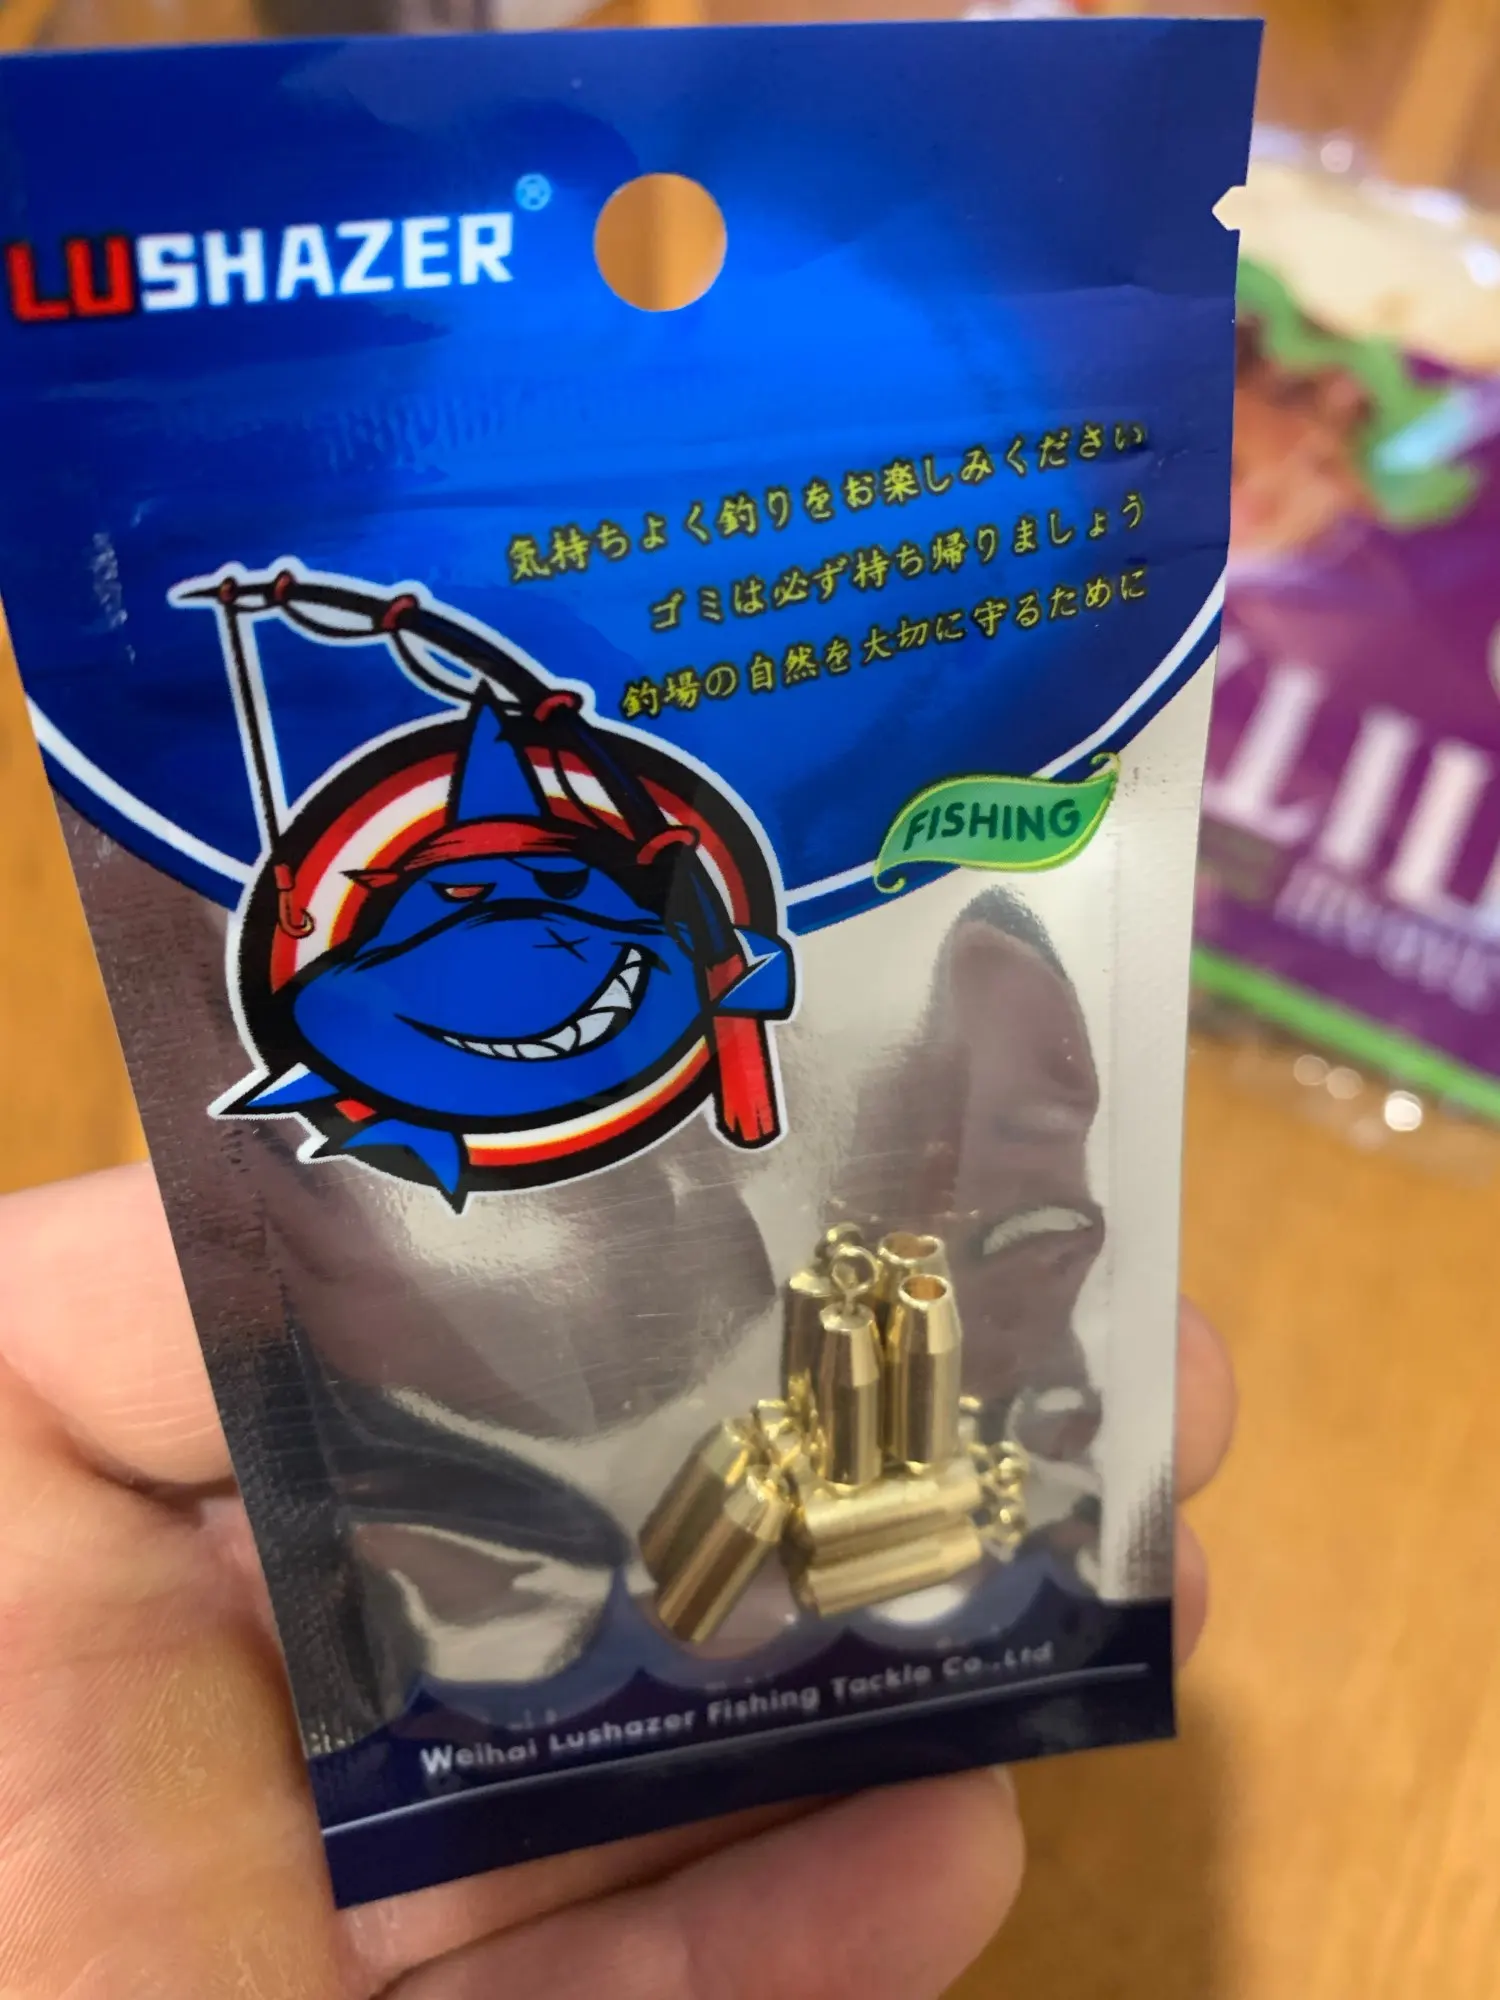 LUSHAZER®
気持ちよく釣りをお楽しみください
ゴミは必ず持ち帰りましょう
釣場の自然を大切に守るために
FISHING
Weihai Lushazer Fishing Tackle Co.,Ltd